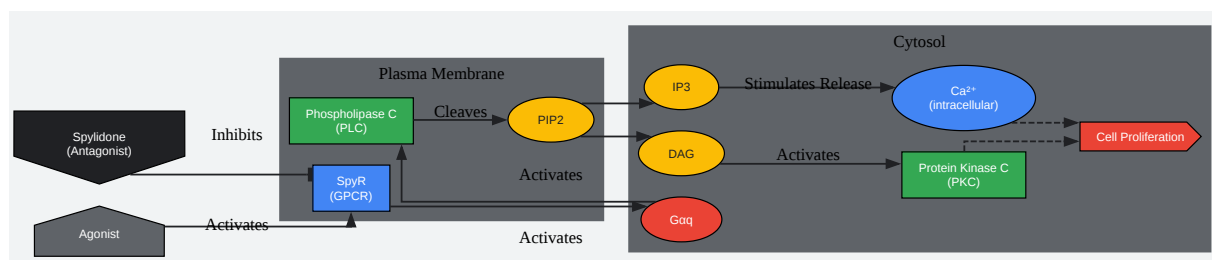 Cytosol
Plasma Membrane
Spylidone
(Antagonist)
Inhibits
Agonist
Activates
Phospholipase C
(PLC)
Cleaves
PIP2
SpyR
(GPCR)
Activates
Activates
IP3
Stimulates Release
Ca²⁺
(intracellular)
DAG
Activates
Protein Kinase C
(PKC)
Gαq
Cell Proliferation